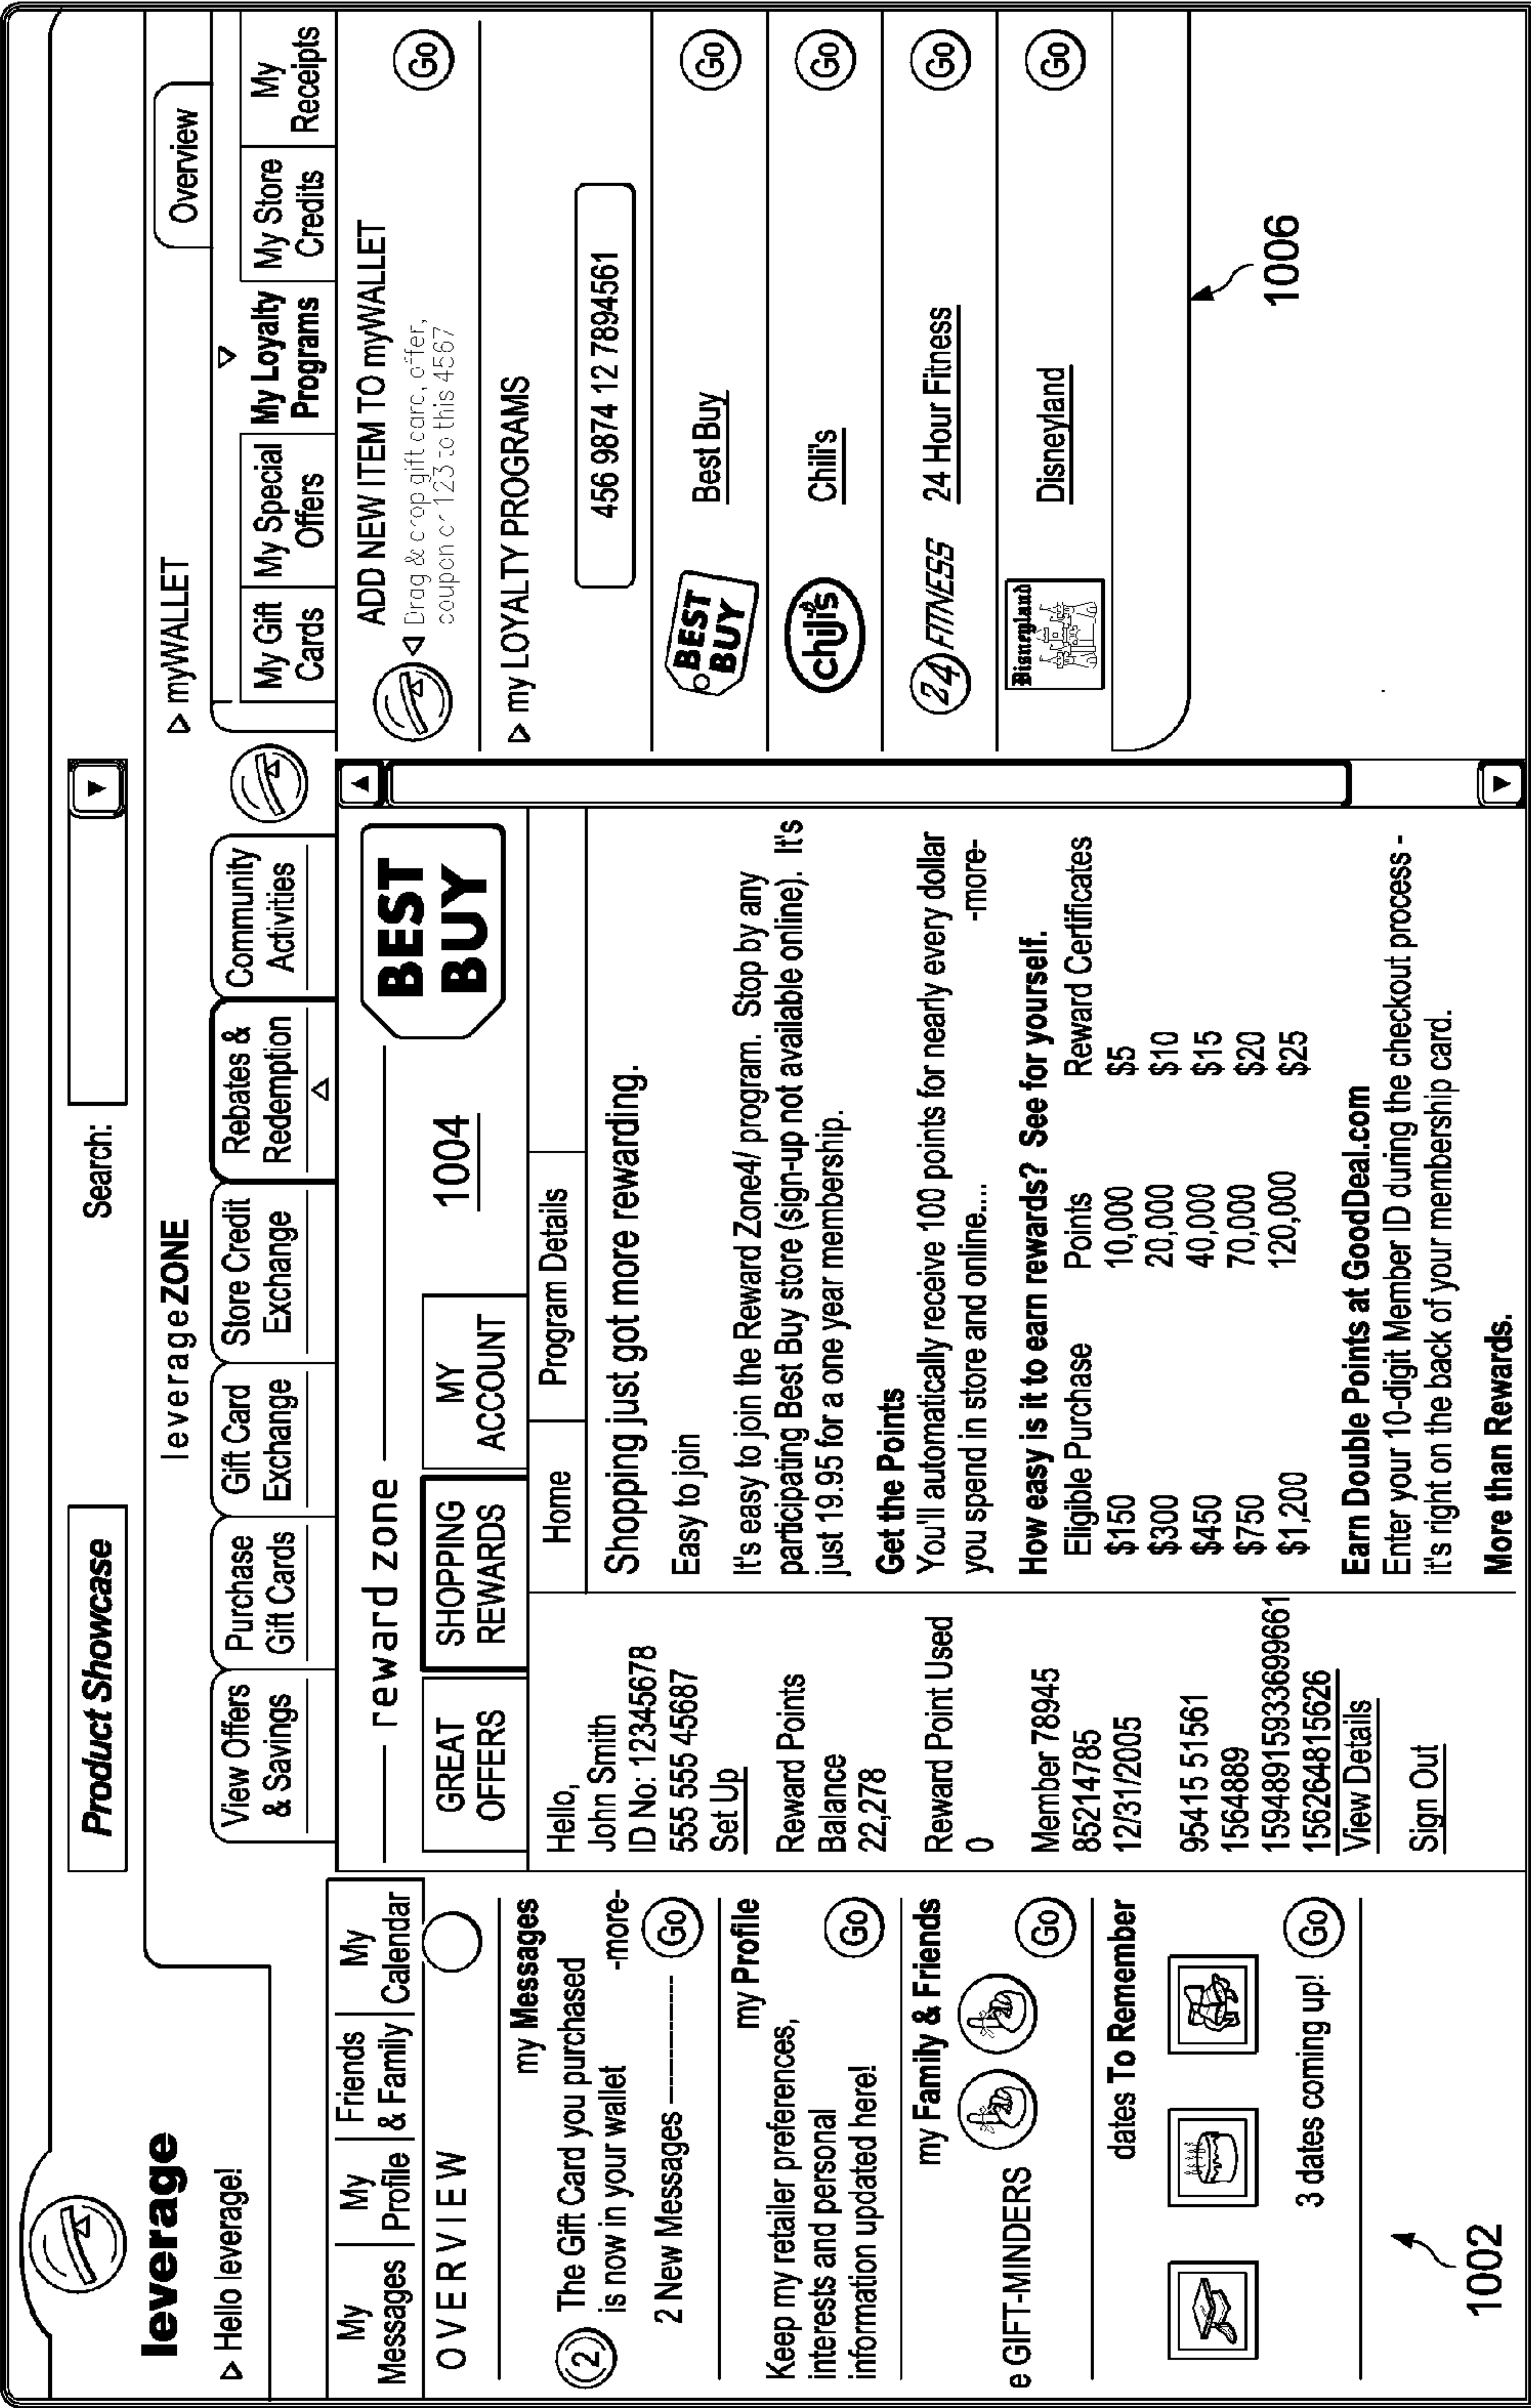 leverage
Product Showcase
Search:
▷ Hello leverage!
leverageZONE
▷ myWALLET
Overview
My Messages
My Profile
Friends & Family
My Calendar
OVERVIEW
my Messages
2
The Gift Card you purchased
is now in your wallet
-more-
2 New Messages ----------- Go
my Profile
Keep my retailer preferences,
interests and personal
information updated here!
Go
my Family & Friends
e GIFT-MINDERS
Go
dates To Remember
3 dates coming up! Go
1002
View Offers & Savings
Purchase Gift Cards
Gift Card Exchange
Store Credit Exchange
Rebates & Redemption
Community Activities
reward zone
1004
BEST
BUY
GREAT OFFERS
SHOPPING REWARDS
MY ACCOUNT
Hello,
John Smith
ID No: 12345678
555 555 45687
Set Up
Reward Points
Balance
22,278
Reward Point Used
0
Member 78945
85214785
12/31/2005
95415 51561
1564889
15948915933699661
156264815626
View Details
Sign Out
Home
Program Details
Shopping just got more rewarding.
Easy to join
It's easy to join the Reward Zone4/ program. Stop by any
participating Best Buy store (sign-up not available online). It's
just 19.95 for a one year membership.
Get the Points
You'll automatically receive 100 points for nearly every dollar
you spend in store and online.... -more-
How easy is it to earn rewards? See for yourself.
Eligible Purchase Points Reward Certificates
$150 10,000 $5
$300 20,000 $10
$450 40,000 $15
$750 70,000 $20
$1,200 120,000 $25
Earn Double Points at GoodDeal.com
Enter your 10-digit Member ID during the checkout process -
it's right on the back of your membership card.
More than Rewards.
My Gift Cards
My Special Offers
My Loyalty Programs
My Store Credits
My Receipts
ADD NEW ITEM TO myWALLET
Drag & crop gift carc, offer,
coupon cr 123 to this 4567
Go
▷ my LOYALTY PROGRAMS
456 9874 12 7894561
BEST BUY Best Buy Go
chili's Chili's Go
24 FITNESS 24 Hour Fitness Go
Disneyland Disneyland Go
1006